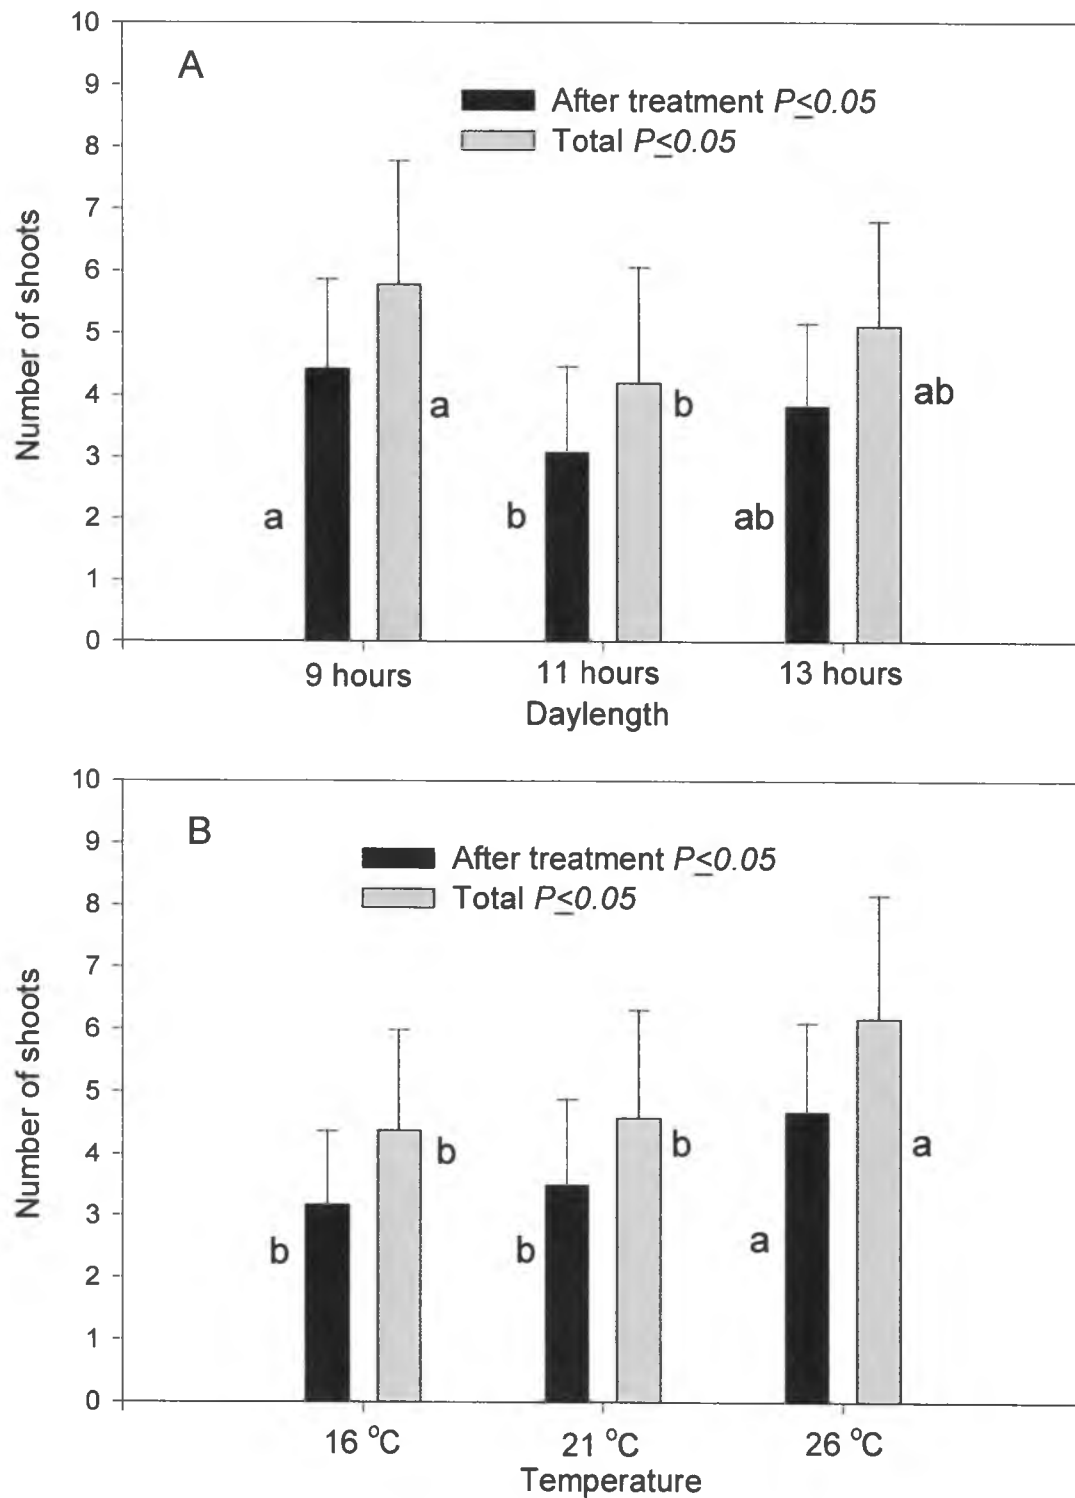 10
A
9
After treatment P≤0.05
8
Total P≤0.05
7
6
5
4
a
b
ab
3
2
a
b
ab
1
0
Number of shoots
9 hours 11 hours 13 hours
Daylength
10
B
9
After treatment P≤0.05
8
Total P≤0.05
7
6
5
4
b
b
a
3
b
b
a
2
1
0
Number of shoots
16 °C 21 °C 26 °C
Temperature